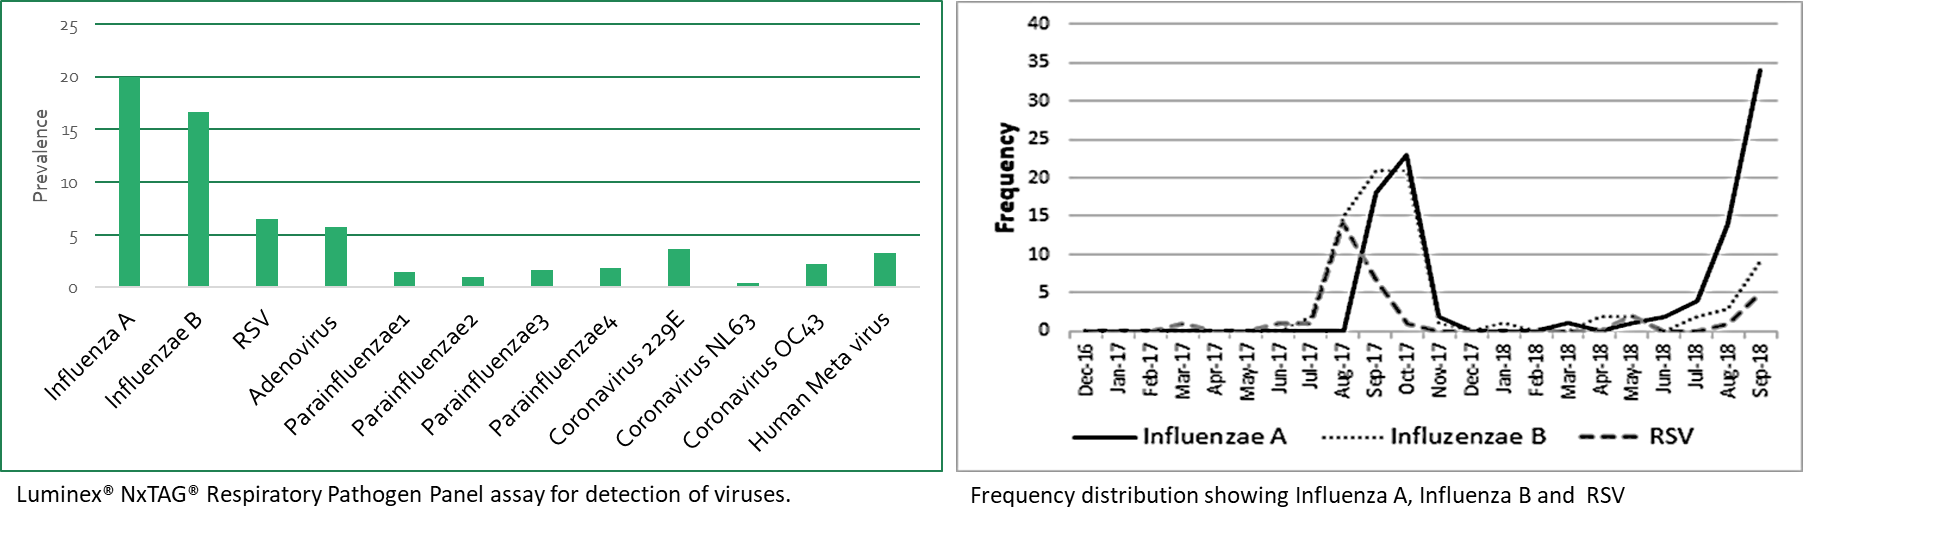 25
20
15
10
5
0
Prevalence
Influenza A
Influenzae B
RSV
Adenovirus
Parainfluenzae1
Parainfluenzae2
Parainfluenzae3
Parainfluenzae4
Coronavirus 229E
Coronavirus NL63
Coronavirus OC43
Human Meta virus
Luminex® NxTAG® Respiratory Pathogen Panel assay for detection of viruses.
40
35
30
25
20
15
10
5
0
Frequency
Dec-16
Jan-17
Feb-17
Mar-17
Apr-17
May-17
Jun-17
Jul-17
Aug-17
Sep-17
Oct-17
Nov-17
Dec-17
Jan-18
Feb-18
Mar-18
Apr-18
May-18
Jun-18
Jul-18
Aug-18
Sep-18
Influenzae A
Influzenzae B
RSV
Frequency distribution showing Influenza A, Influenza B and RSV